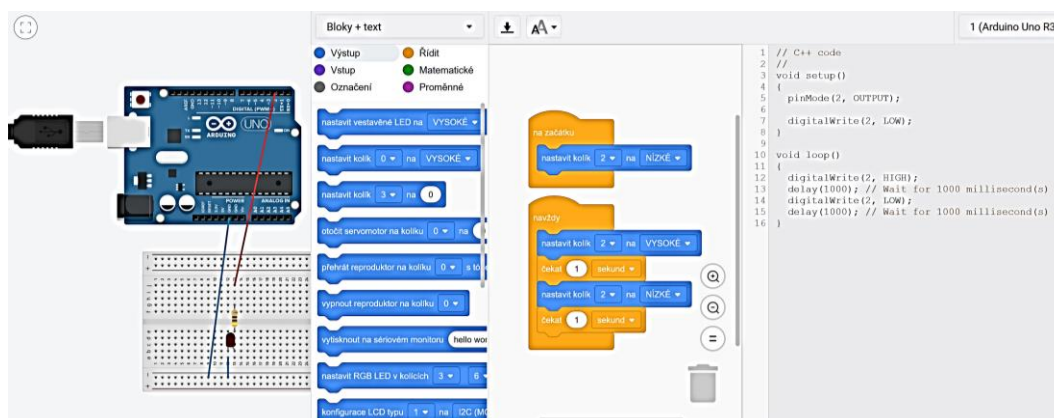 Bloky + text
1 (Arduino Uno R3
Výstup
Řídit
Vstup
Matematické
Označení
Proměnné
nastavit vestavěné LED na VYSOKÉ
nastavit kolík 0 na VYSOKÉ
nastavit kolík 3 na 0
otočit servomotor na kolíku 0 na
přehrát reproduktor na kolíku 0 s tó
vypnout reproduktor na kolíku 0
vytisknout na sériovém monitoru hello wor
nastavit RGB LED v kolících 3 6
konfigurace LCD typu 1 na I2C (MC
na začátku
nastavit kolík 2 na NÍZKÉ
navždy
nastavit kolík 2 na VYSOKÉ
čekat 1 sekund
nastavit kolík 2 na NÍZKÉ
čekat 1 sekund
1 // C++ code
2 //
3 void setup()
4 {
5 pinMode(2, OUTPUT);
6
7 digitalWrite(2, LOW);
8 }
9
10 void loop()
11 {
12 digitalWrite(2, HIGH);
13 delay(1000); // Wait for 1000 millisecond(s)
14 digitalWrite(2, LOW);
15 delay(1000); // Wait for 1000 millisecond(s)
16 }
DIGITAL (PWM
UNO
ARDUINO
POWER
ANALOG IN